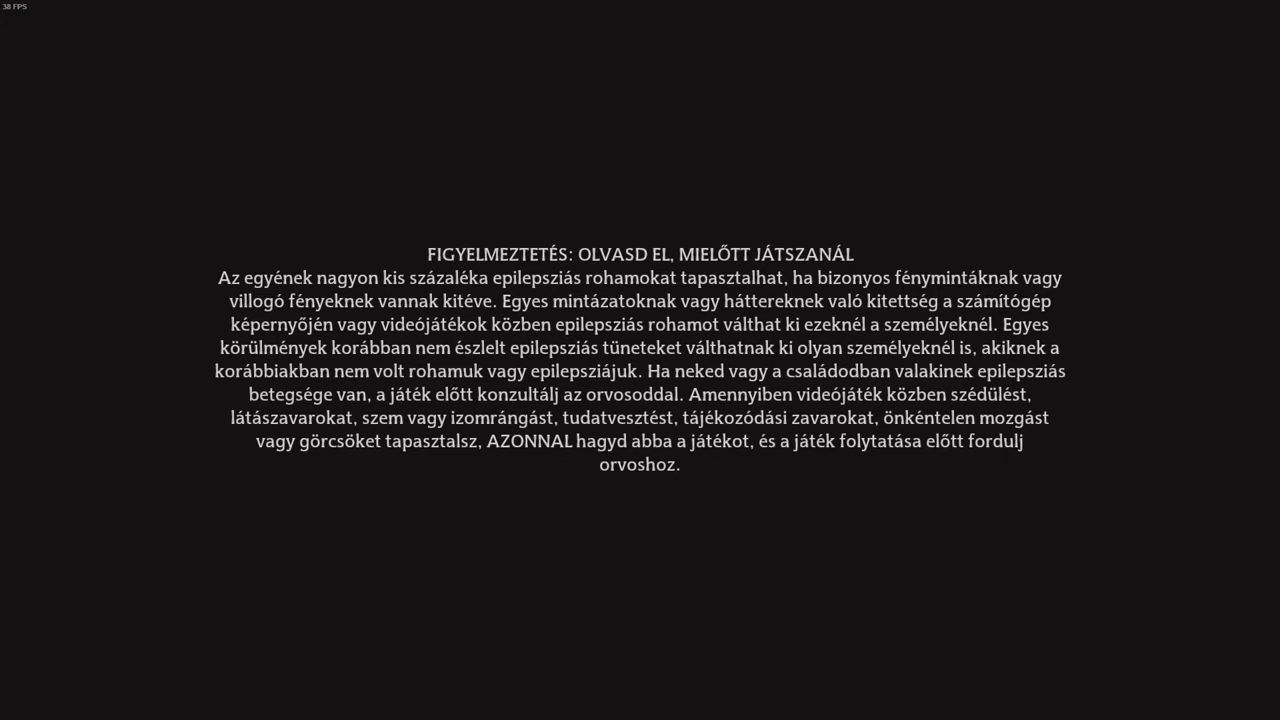 38 FPS
FIGYELMEZTETÉS: OLVASD EL, MIELŐTT JÁTSZANÁL
Az egyének nagyon kis százaléka epilepsziás rohamokat tapasztalhat, ha bizonyos fénymintáknak vagy
villogó fényeknek vannak kitéve. Egyes mintázatoknak vagy háttereknek való kitettség a számítógép
képernyőjén vagy videójátékok közben epilepsziás rohamot válthat ki ezeknél a személyeknél. Egyes
körülmények korábban nem észlelt epilepsziás tüneteket válthatnak ki olyan személyeknél is, akiknek a
korábbiakban nem volt rohamuk vagy epilepsziájuk. Ha neked vagy a családodban valakinek epilepsziás
betegsége van, a játék előtt konzultálj az orvosoddal. Amennyiben videójáték közben szédülést,
látászavarokat, szem vagy izomrángást, tudatvesztést, tájékozódási zavarokat, önkéntelen mozgást
vagy görcsöket tapasztalsz, AZONNAL hagyd abba a játékot, és a játék folytatása előtt fordulj
orvoshoz.